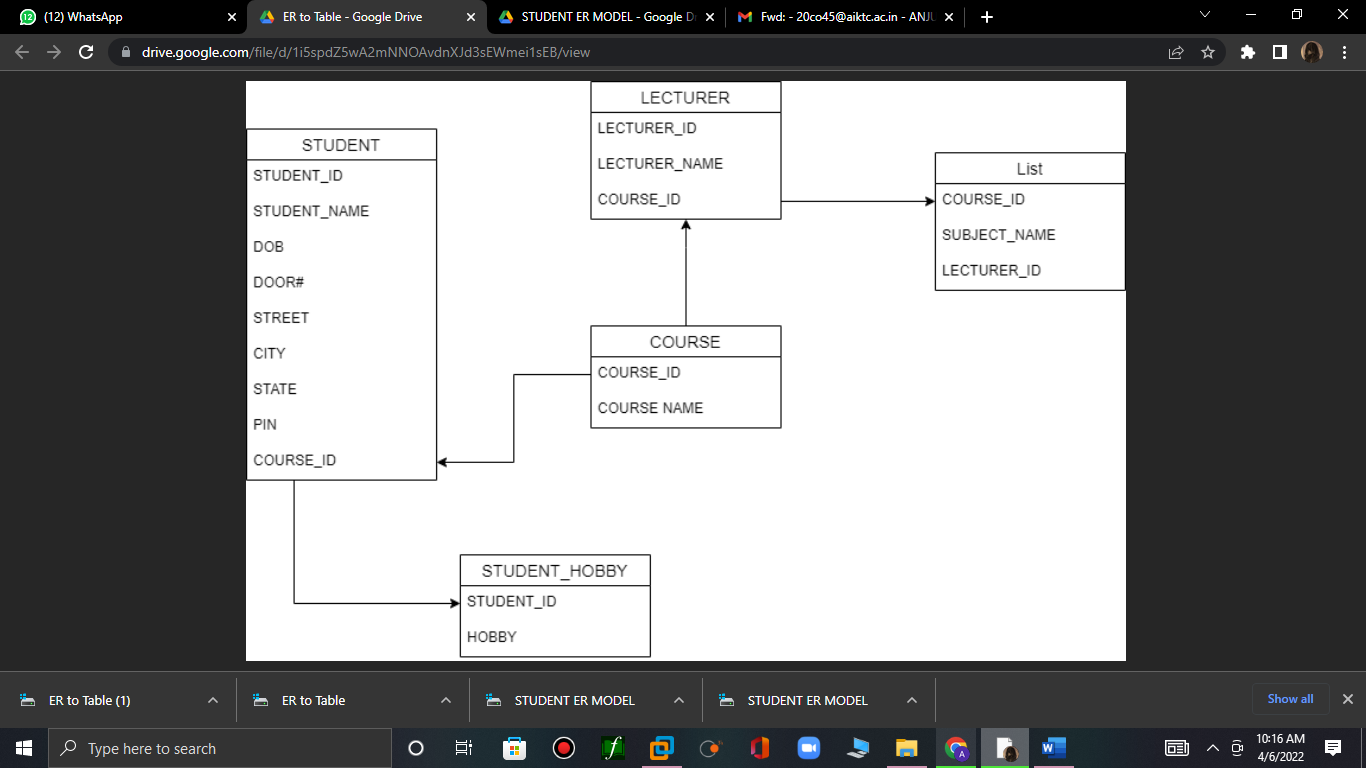 (12) WhatsApp
ER to Table - Google Drive
STUDENT ER MODEL - Google D
Fwd: - 20co45@aiktc.ac.in - ANJU
drive.google.com/file/d/1i5spdZ5wA2mNNOAvdnXJd3sEWmei1sEB/view
LECTURER
LECTURER_ID
LECTURER_NAME
COURSE_ID
STUDENT
STUDENT_ID
STUDENT_NAME
DOB
DOOR#
STREET
CITY
STATE
PIN
COURSE_ID
List
COURSE_ID
SUBJECT_NAME
LECTURER_ID
COURSE
COURSE_ID
COURSE NAME
STUDENT_HOBBY
STUDENT_ID
HOBBY
ER to Table (1)
ER to Table
STUDENT ER MODEL
STUDENT ER MODEL
Show all
Type here to search
10:16 AM
4/6/2022